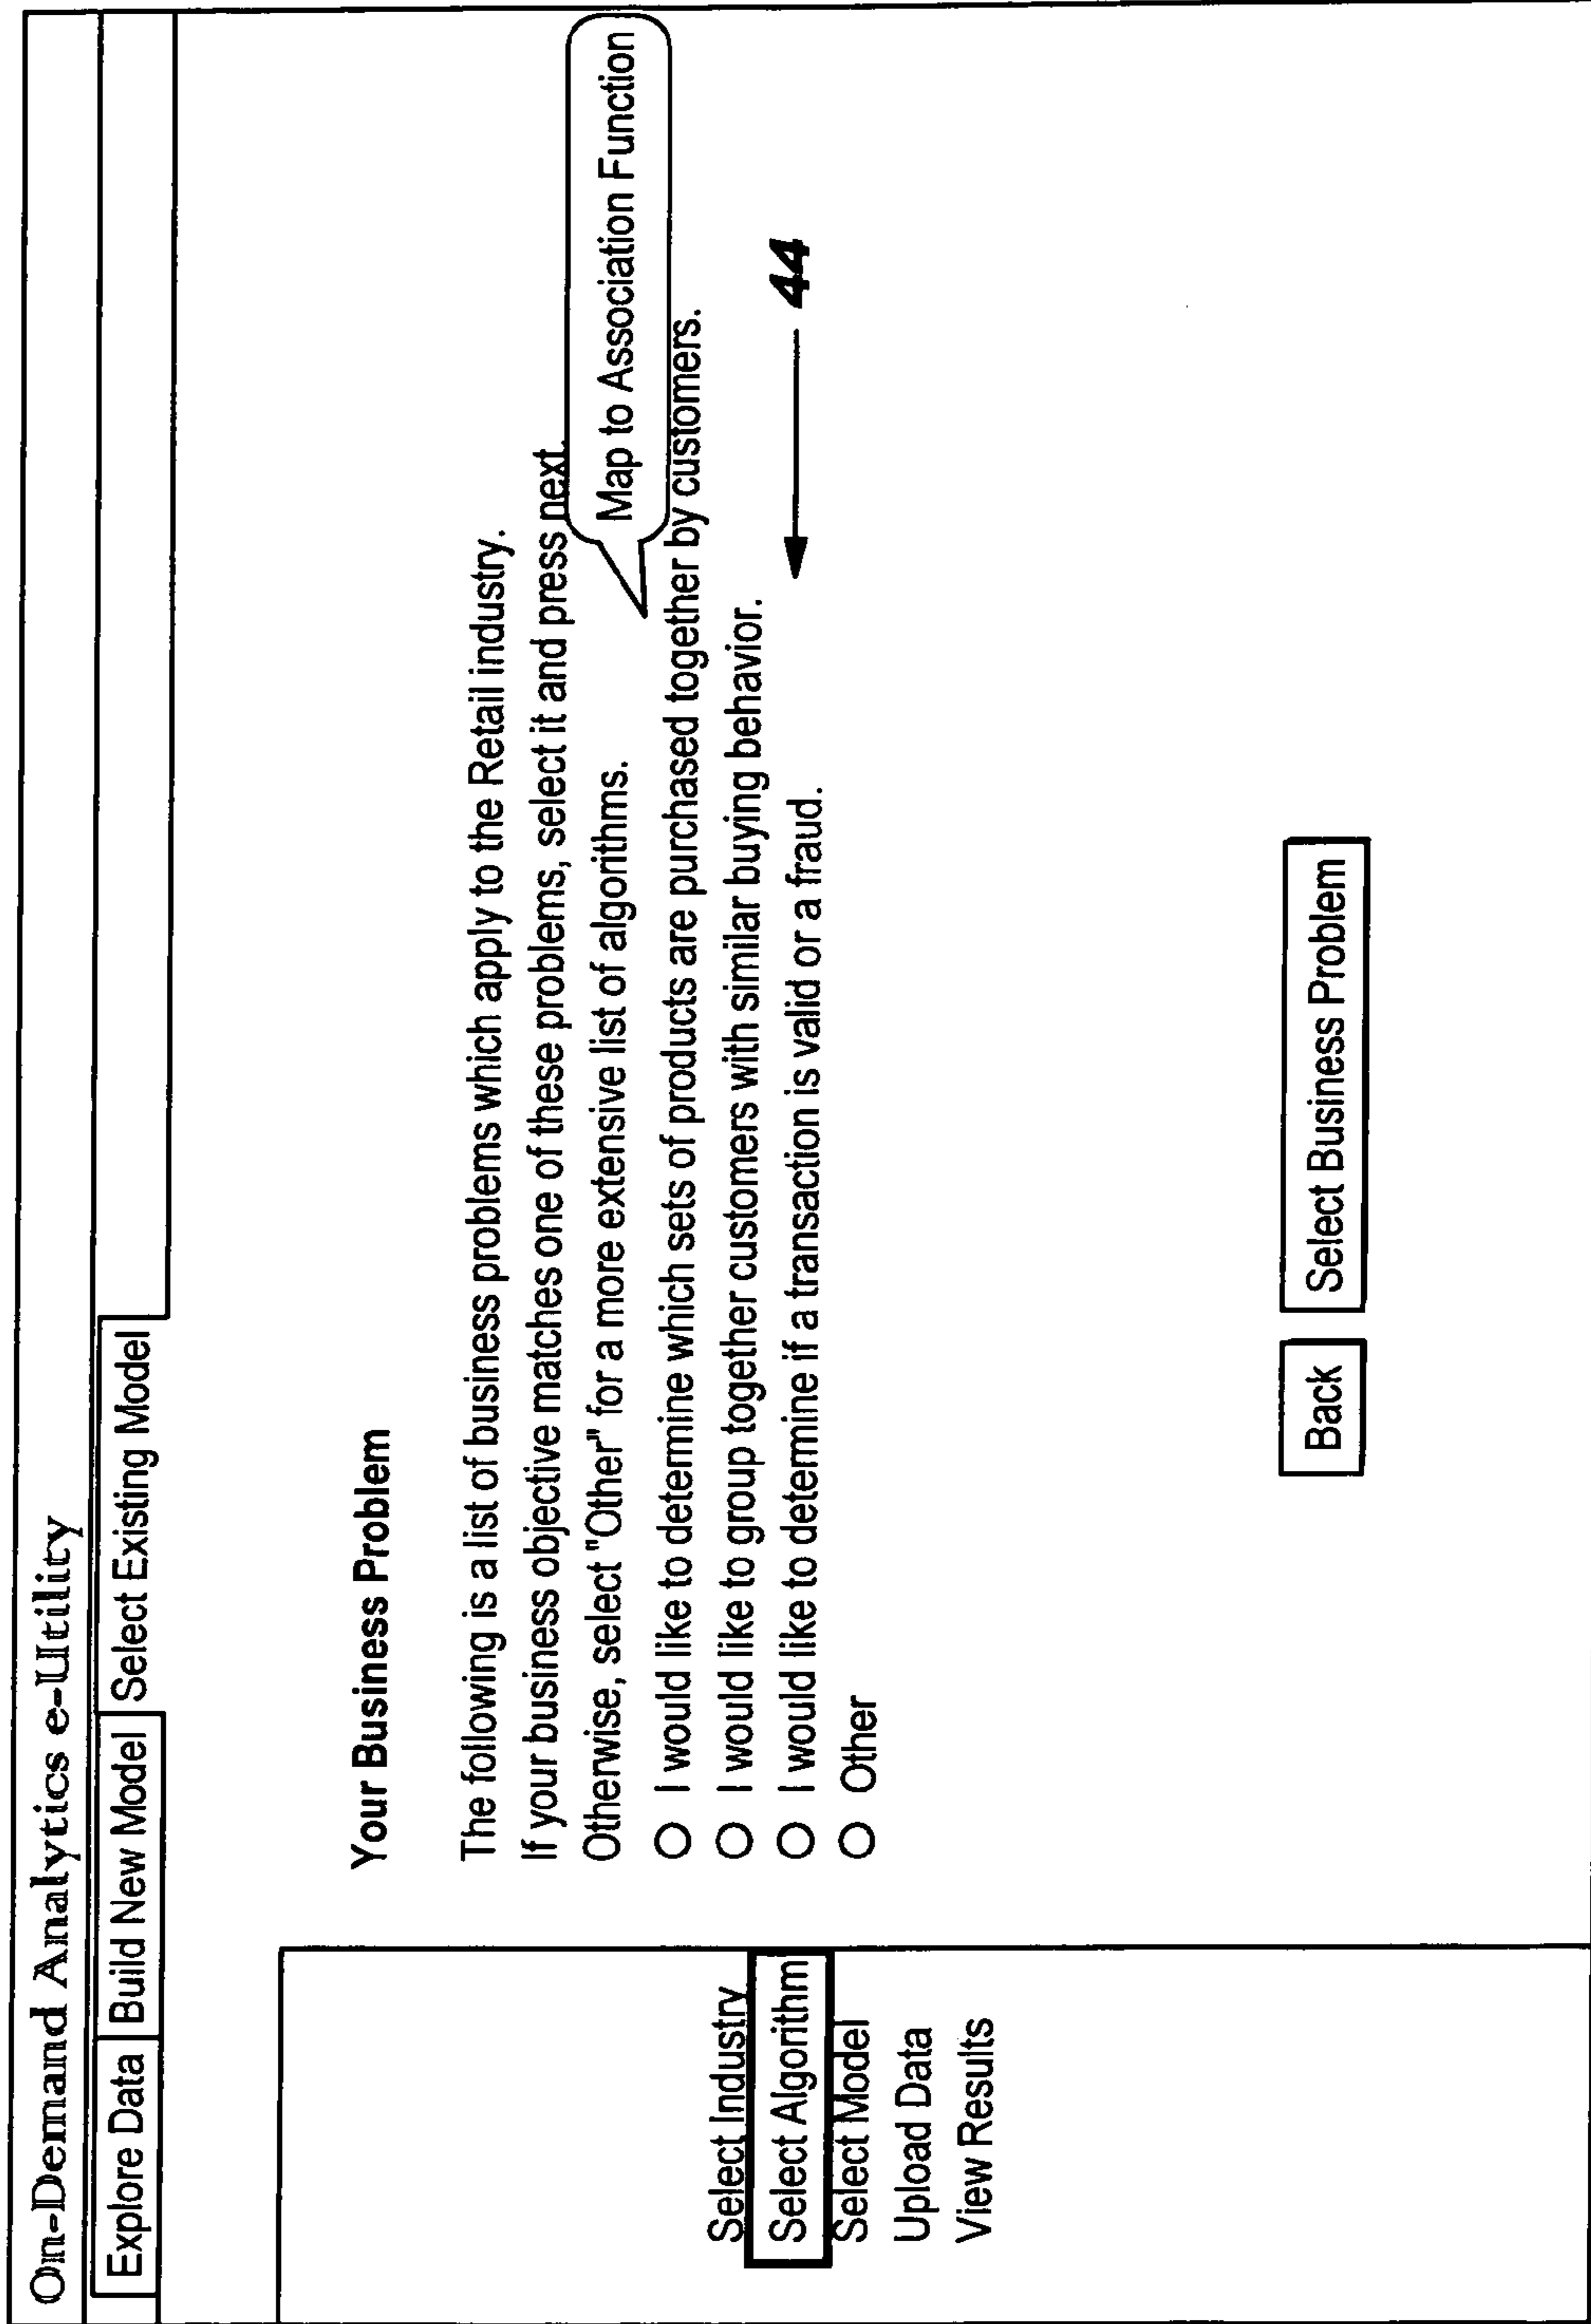 On-Demand Analytics e-Utility
Explore Data Build New Model Select Existing Model
Your Business Problem
The following is a list of business problems which apply to the Retail industry.
If your business objective matches one of these problems, select it and press next.
Otherwise, select "Other" for a more extensive list of algorithms.
Map to Association Function
I would like to determine which sets of products are purchased together by customers.
I would like to group together customers with similar buying behavior.
I would like to determine if a transaction is valid or a fraud.
44
Other
Select Industry
Select Algorithm
Select Model
Upload Data
View Results
Back Select Business Problem